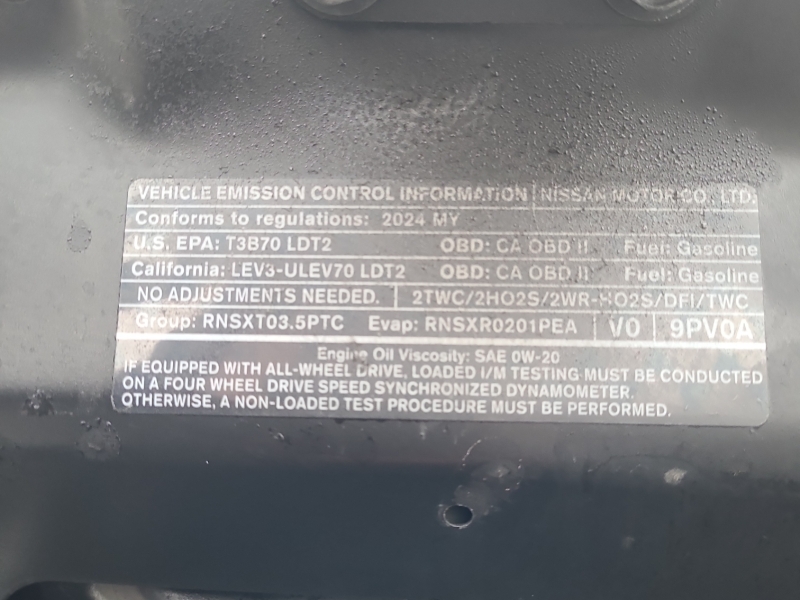 VEHICLE EMISSION CONTROL INFORMATION | NISSAN MOTOR CO., LTD.
Conforms to regulations: 2024 MY
U.S. EPA: T3B70 LDT2 OBD: CA OBD II Fuel: Gasoline
California: LEV3-ULEV70 LDT2 OBD: CA OBD II Fuel: Gasoline
NO ADJUSTMENTS NEEDED. | 2TWC/2HO2S/2WR-HO2S/DFI/TWC
Group: RNSXT03.5PTC Evap: RNSXR0201PEA | V0 | 9PV0A
Engine Oil Viscosity: SAE 0W-20
IF EQUIPPED WITH ALL-WHEEL DRIVE, LOADED I/M TESTING MUST BE CONDUCTED
ON A FOUR WHEEL DRIVE SPEED SYNCHRONIZED DYNAMOMETER.
OTHERWISE, A NON-LOADED TEST PROCEDURE MUST BE PERFORMED.